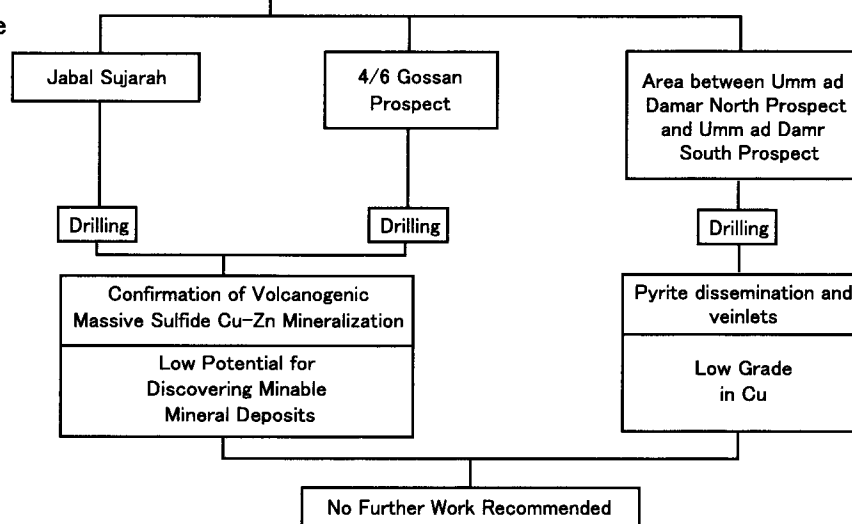 e
Jabal Sujarah
4/6 Gossan
Prospect
Area between Umm ad
Damar North Prospect
and Umm ad Damr
South Prospect
Drilling
Drilling
Drilling
Confirmation of Volcanogenic
Massive Sulfide Cu-Zn Mineralization
Low Potential for
Discovering Minable
Mineral Deposits
Pyrite dissemination and
veinlets
Low Grade
in Cu
No Further Work Recommended